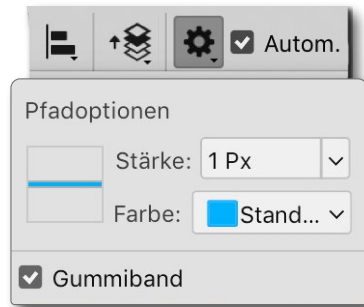 Autom.
Pfadoptionen
Stärke: 1 Px
Farbe: Stand...
Gummiband